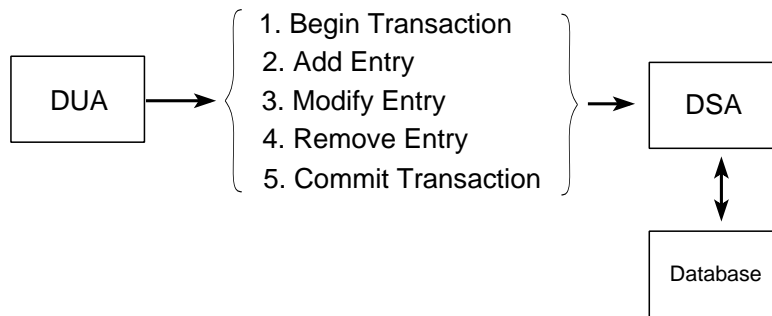 DUA
1. Begin Transaction
2. Add Entry
3. Modify Entry
4. Remove Entry
5. Commit Transaction
DSA
Database